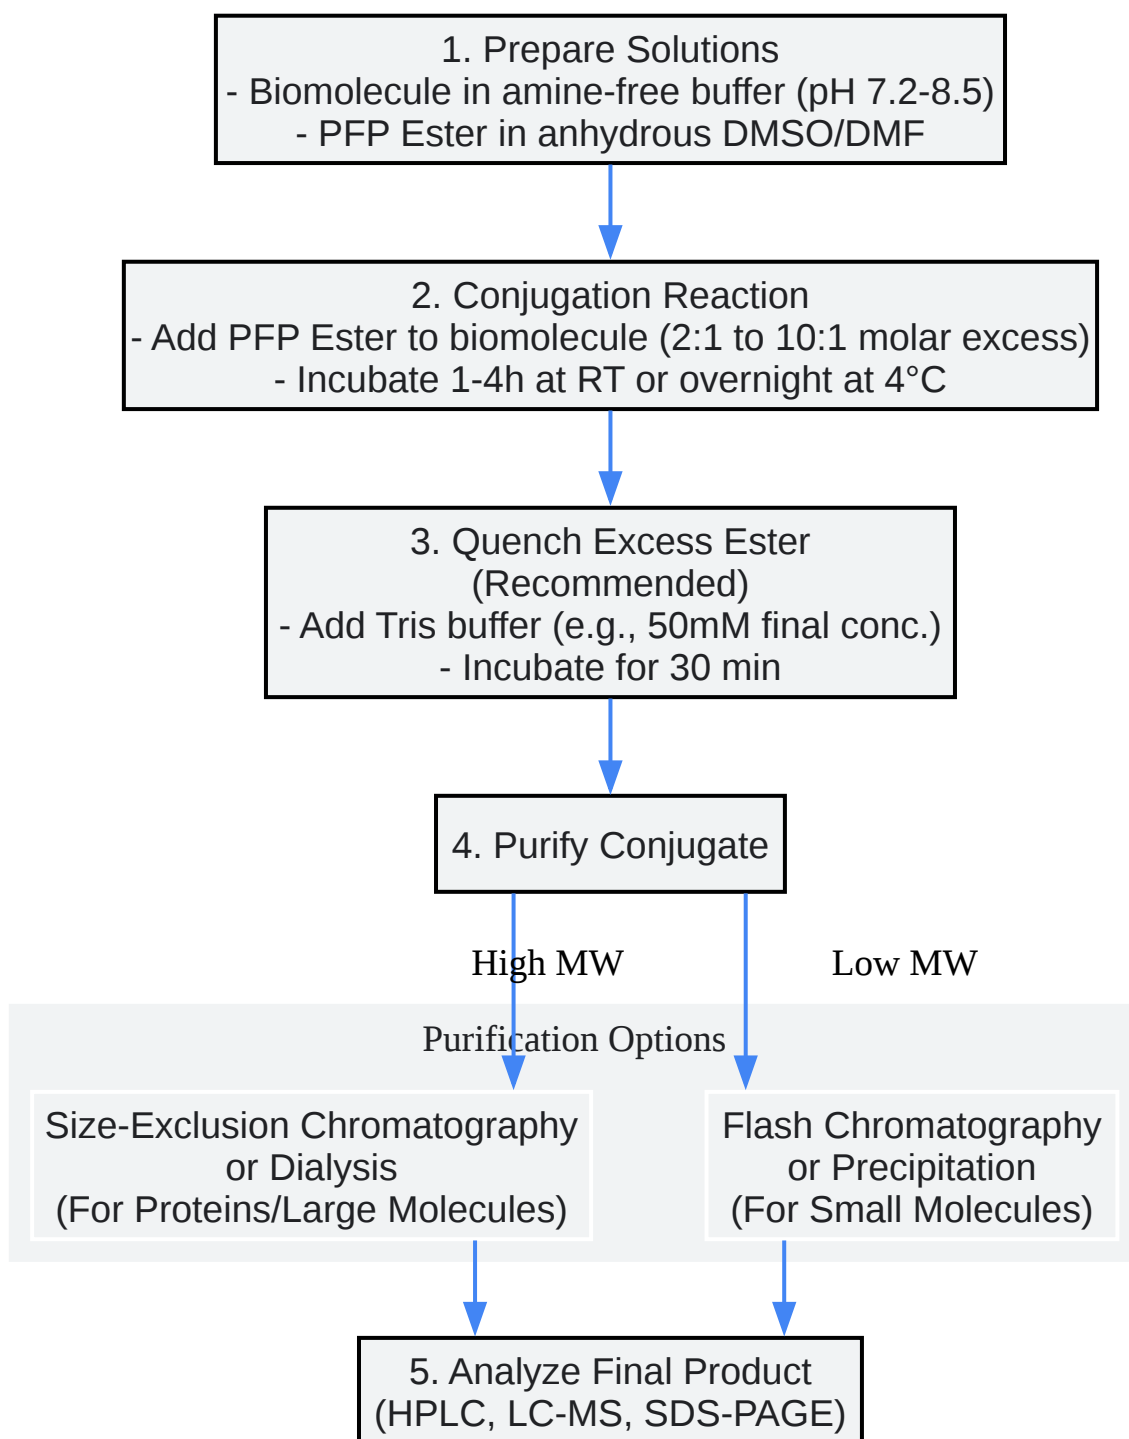 1. Prepare Solutions
- Biomolecule in amine-free buffer (pH 7.2-8.5)
- PFP Ester in anhydrous DMSO/DMF
2. Conjugation Reaction
- Add PFP Ester to biomolecule (2:1 to 10:1 molar excess)
- Incubate 1-4h at RT or overnight at 4°C
3. Quench Excess Ester
(Recommended)
- Add Tris buffer (e.g., 50mM final conc.)
- Incubate for 30 min
4. Purify Conjugate
High MW
Low MW
Purification Options
Size-Exclusion Chromatography
or Dialysis
(For Proteins/Large Molecules)
Flash Chromatography
or Precipitation
(For Small Molecules)
5. Analyze Final Product
(HPLC, LC-MS, SDS-PAGE)